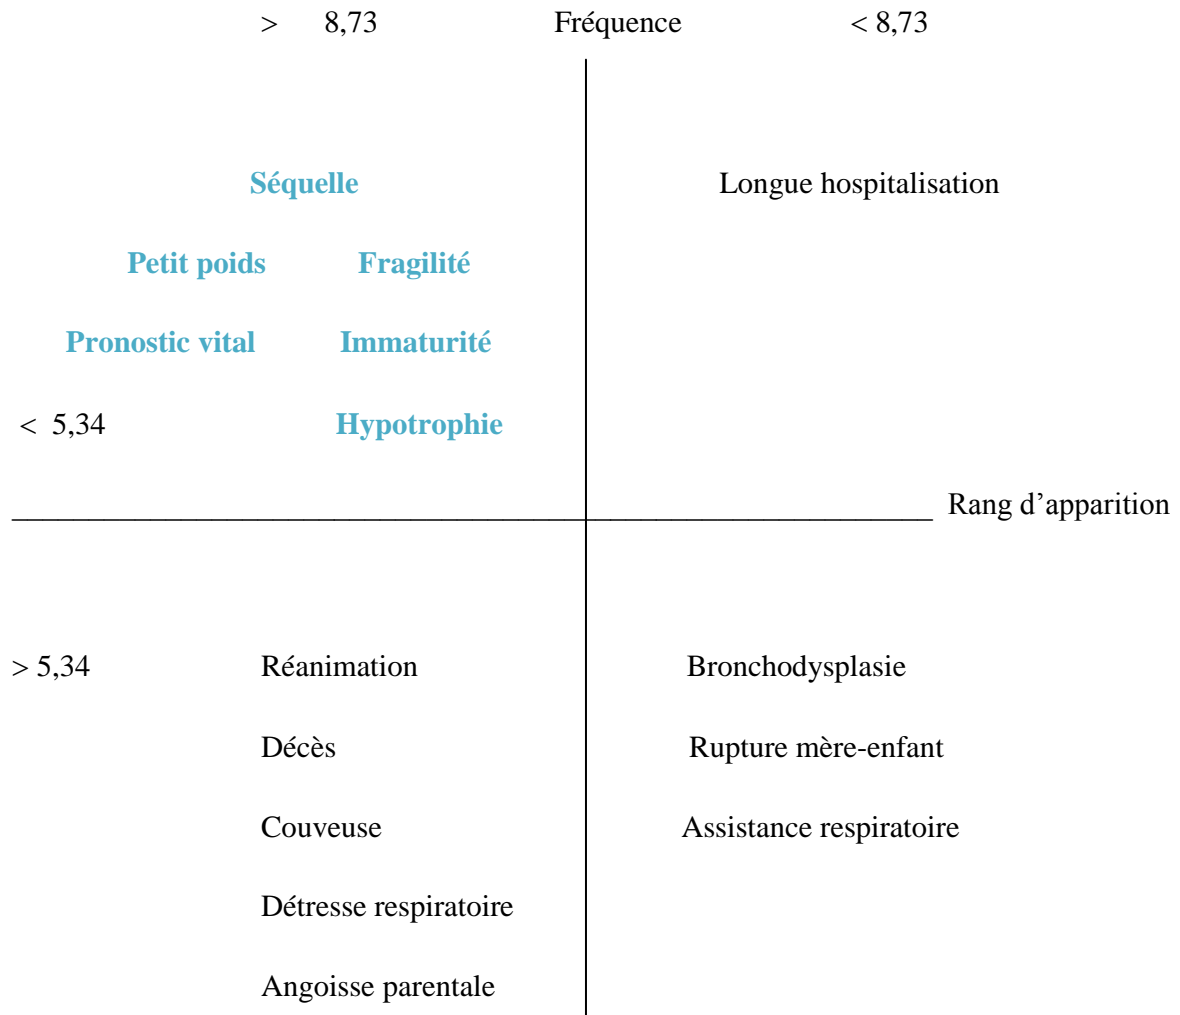 > 8,73 Fréquence < 8,73
Séquelle Longue hospitalisation
Petit poids Fragilité
Pronostic vital Immaturité
< 5,34 Hypotrophie
Rang d’apparition
> 5,34 Réanimation Bronchodysplasie
Décès Rupture mère-enfant
Couveuse Assistance respiratoire
Détresse respiratoire
Angoisse parentale